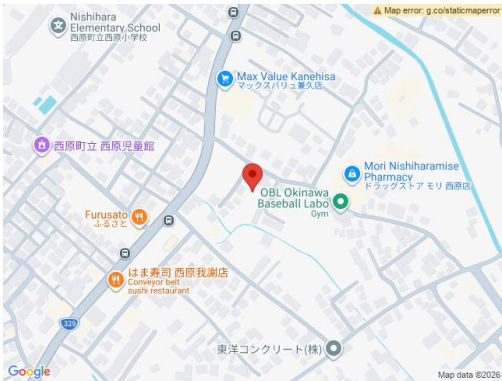 Map error: g.co/staticmaperror
Nishihara
Elementary School
西原町立西原小学校
Max Value Kanehisa
マックスバリュ兼久店
西原町立 西原児童館
Mori Nishiharamise
Pharmacy
ドラッグストア モリ 西原店
OBL Okinawa
Baseball Labo
Gym
Furusato
ふるさと
はま寿司 西原我謝店
Conveyor belt
sushi restaurant
329
東洋コンクリート(株)
Google
Map data ©2026